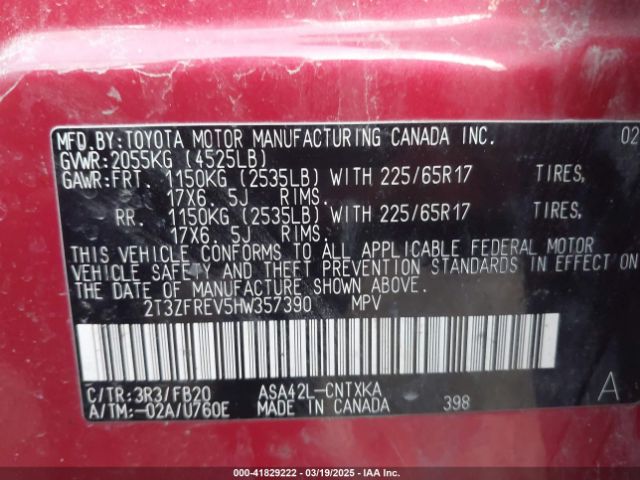 MFD.BY:TOYOTA MOTOR MANUFACTURING CANADA INC. 02
GVWR:2055KG (4525LB)
GAWR:FRT. 1150KG (2535LB) WITH 225/65R17 TIRES,
17X6. 5J RIMS.
RR. 1150KG (2535LB) WITH 225/65R17 TIRES,
17X6. 5J RIMS.
THIS VEHICLE CONFORMS TO ALL APPLICABLE FEDERAL MOTOR
VEHICLE SAFETY AND THEFT PREVENTION STANDARDS IN EFFECT ON
THE DATE OF MANUFACTURE SHOWN ABOVE.
2T3ZFREV5HW357390 MPV
C/TR:3R3/FB20 ASA42L-CNTXKA A
A/TM:-02A/U760E MADE IN CANADA 398
000-41829222 - 03/19/2025 - IAA Inc.